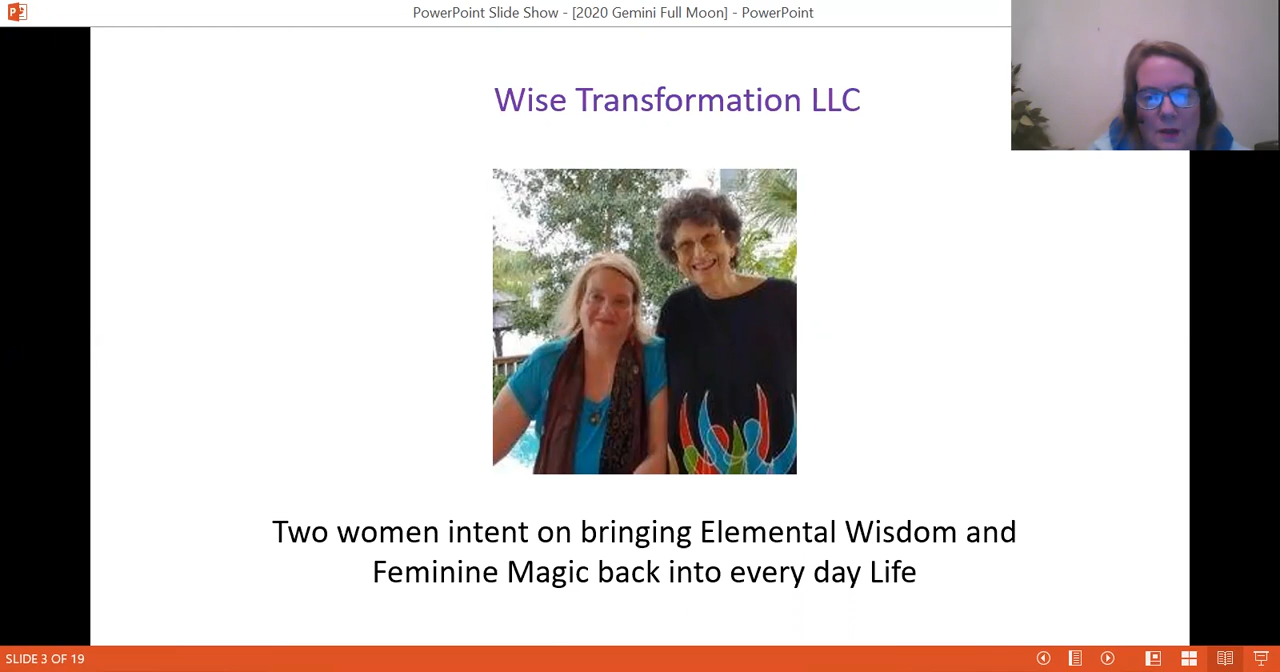 PowerPoint Slide Show - [2020 Gemini Full Moon] - PowerPoint
Wise Transformation LLC
Two women intent on bringing Elemental Wisdom and
Feminine Magic back into every day Life
SLIDE 3 OF 19